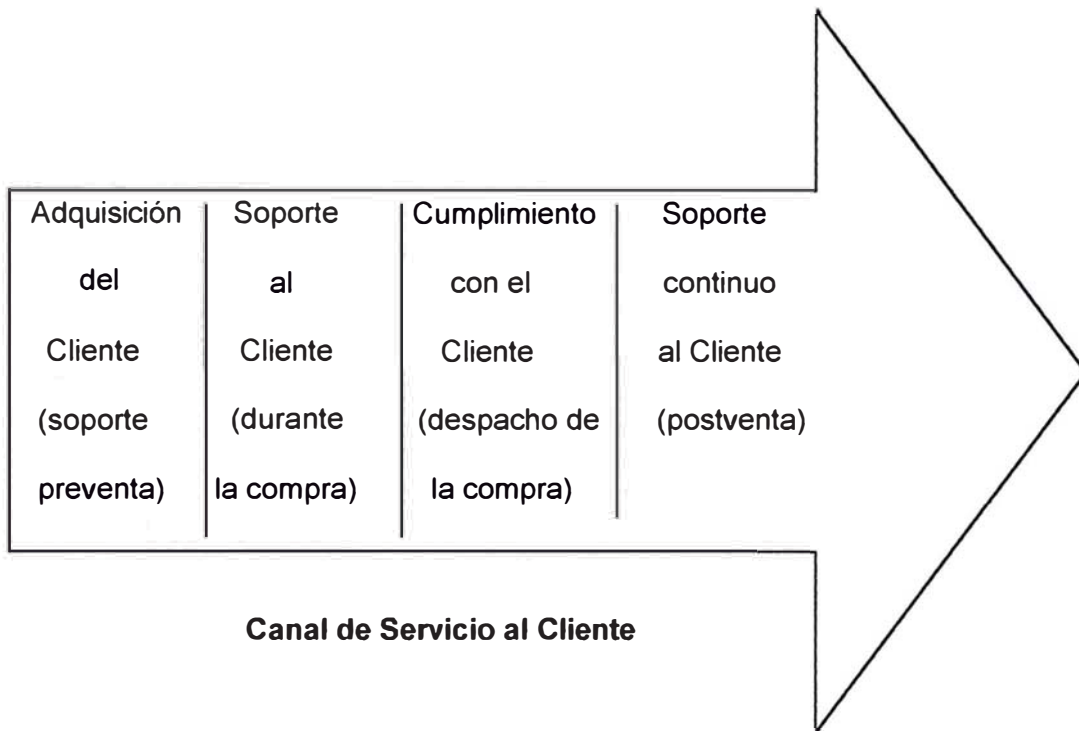 Adquisición
del
Cliente
(soporte
preventa)
Soporte
al
Cliente
(durante
la compra)
Cumplimiento
con el
Cliente
(despacho de
la compra)
Soporte
continuo
al Cliente
(postventa)
Canal de Servicio al Cliente